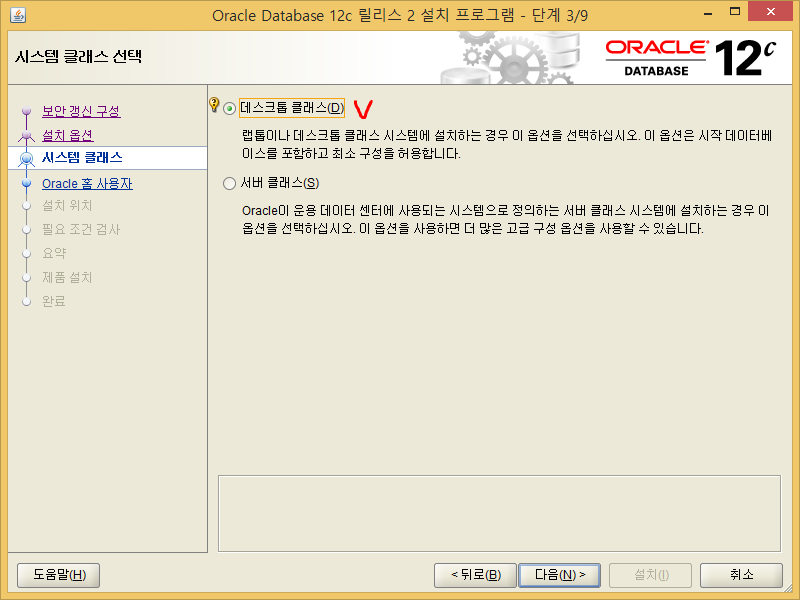 Oracle Database 12c 릴리스 2 설치 프로그램 - 단계 3/9
시스템 클래스 선택
ORACLE®
DATABASE
12c
보안 갱신 구성
설치 옵션
시스템 클래스
Oracle 홈 사용자
설치 위치
필요 조건 검사
요약
제품 설치
완료
데스크톱 클래스(D)
랩톱이나 데스크톱 클래스 시스템에 설치하는 경우 이 옵션을 선택하십시오. 이 옵션은 시작 데이터베
이스를 포함하고 최소 구성을 허용합니다.
서버 클래스(S)
Oracle이 운용 데이터 센터에 사용되는 시스템으로 정의하는 서버 클래스 시스템에 설치하는 경우 이
옵션을 선택하십시오. 이 옵션을 사용하면 더 많은 고급 구성 옵션을 사용할 수 있습니다.
도움말(H)
< 뒤로(B)
다음(N) >
설치(I)
취소